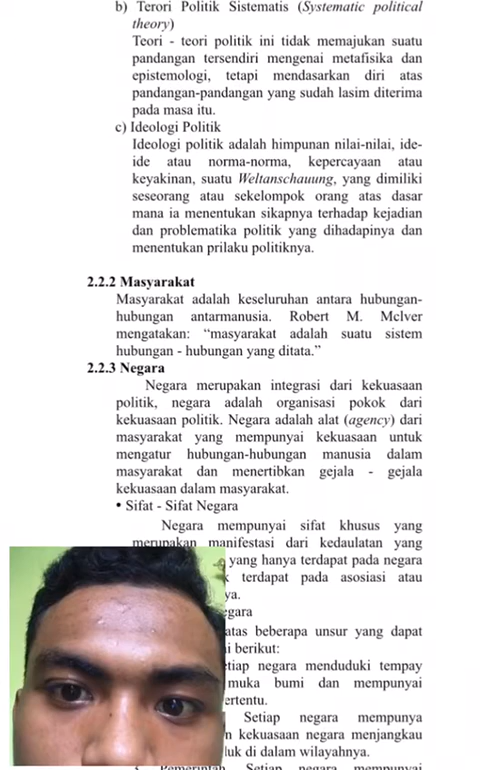 b) Terori Politik Sistematis (Systematic political
theory)
Teori - teori politik ini tidak memajukan suatu
pandangan tersendiri mengenai metafisika dan
epistemologi, tetapi mendasarkan diri atas
pandangan-pandangan yang sudah lasim diterima
pada masa itu.
c) Ideologi Politik
Ideologi politik adalah himpunan nilai-nilai, ide-
ide atau norma-norma, kepercayaan atau
keyakinan, suatu Weltanschauung, yang dimiliki
seseorang atau sekelompok orang atas dasar
mana ia menentukan sikapnya terhadap kejadian
dan problematika politik yang dihadapinya dan
menentukan prilaku politiknya.
2.2.2 Masyarakat
Masyarakat adalah keseluruhan antara hubungan-
hubungan antarmanusia. Robert M. Mclver
mengatakan: “masyarakat adalah suatu sistem
hubungan - hubungan yang ditata.”
2.2.3 Negara
Negara merupakan integrasi dari kekuasaan
politik, negara adalah organisasi pokok dari
kekuasaan politik. Negara adalah alat (agency) dari
masyarakat yang mempunyai kekuasaan untuk
mengatur hubungan-hubungan manusia dalam
masyarakat dan menertibkan gejala - gejala
kekuasaan dalam masyarakat.
• Sifat - Sifat Negara
Negara mempunyai sifat khusus yang
merupakan manifestasi dari kedaulatan yang
yang hanya terdapat pada negara
terdapat pada asosiasi atau
ya.
egara
atas beberapa unsur yang dapat
i berikut:
etiap negara menduduki tempay
muka bumi dan mempunyai
ertentu.
Setiap negara mempunya
n kekuasaan negara menjangkau
luk di dalam wilayahnya.
3. Pemerintah Setiap negara mempunyai